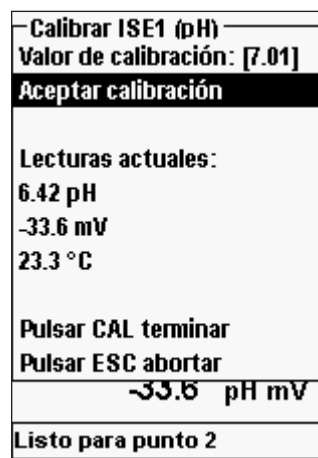 Calibrar ISE1 (pH)
Valor de calibración: [7.01]
Aceptar calibración
Lecturas actuales:
6.42 pH
-33.6 mV
23.3 °C
Pulsar CAL terminar
Pulsar ESC abortar
-33.6 pH mV
Listo para punto 2